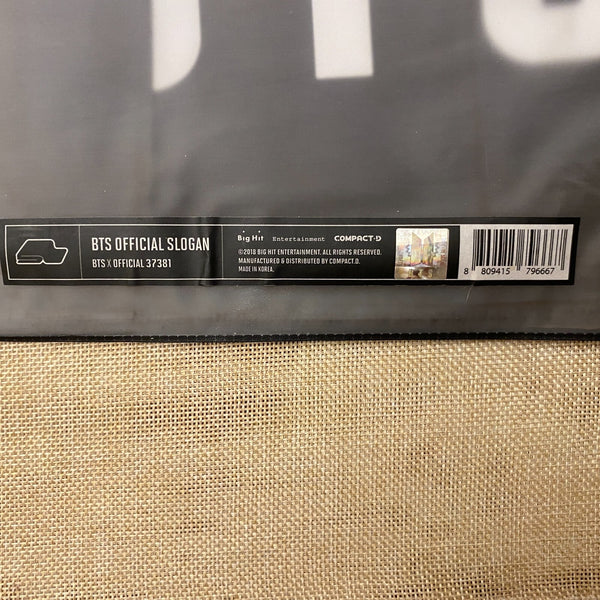 BTS OFFICIAL SLOGAN
BTS X OFFICIAL 37381
Big Hit Entertainment COMPACT·D
©2018 BIG HIT ENTERTAINMENT. ALL RIGHTS RESERVED.
MANUFACTURED & DISTRIBUTED BY COMPACT.D.
MADE IN KOREA.
8 809415 796667